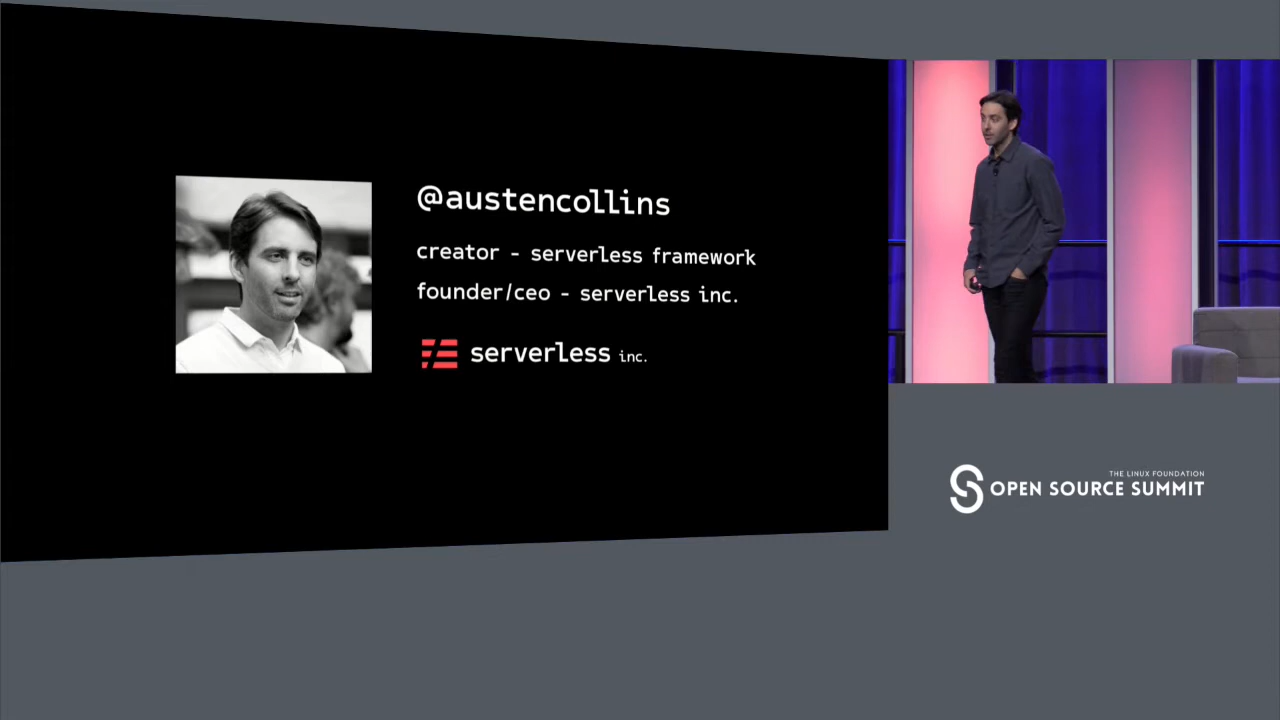 @austencollins
creator - serverless framework
founder/ceo - serverless inc.
serverless inc.
THE LINUX FOUNDATION
OPEN SOURCE SUMMIT